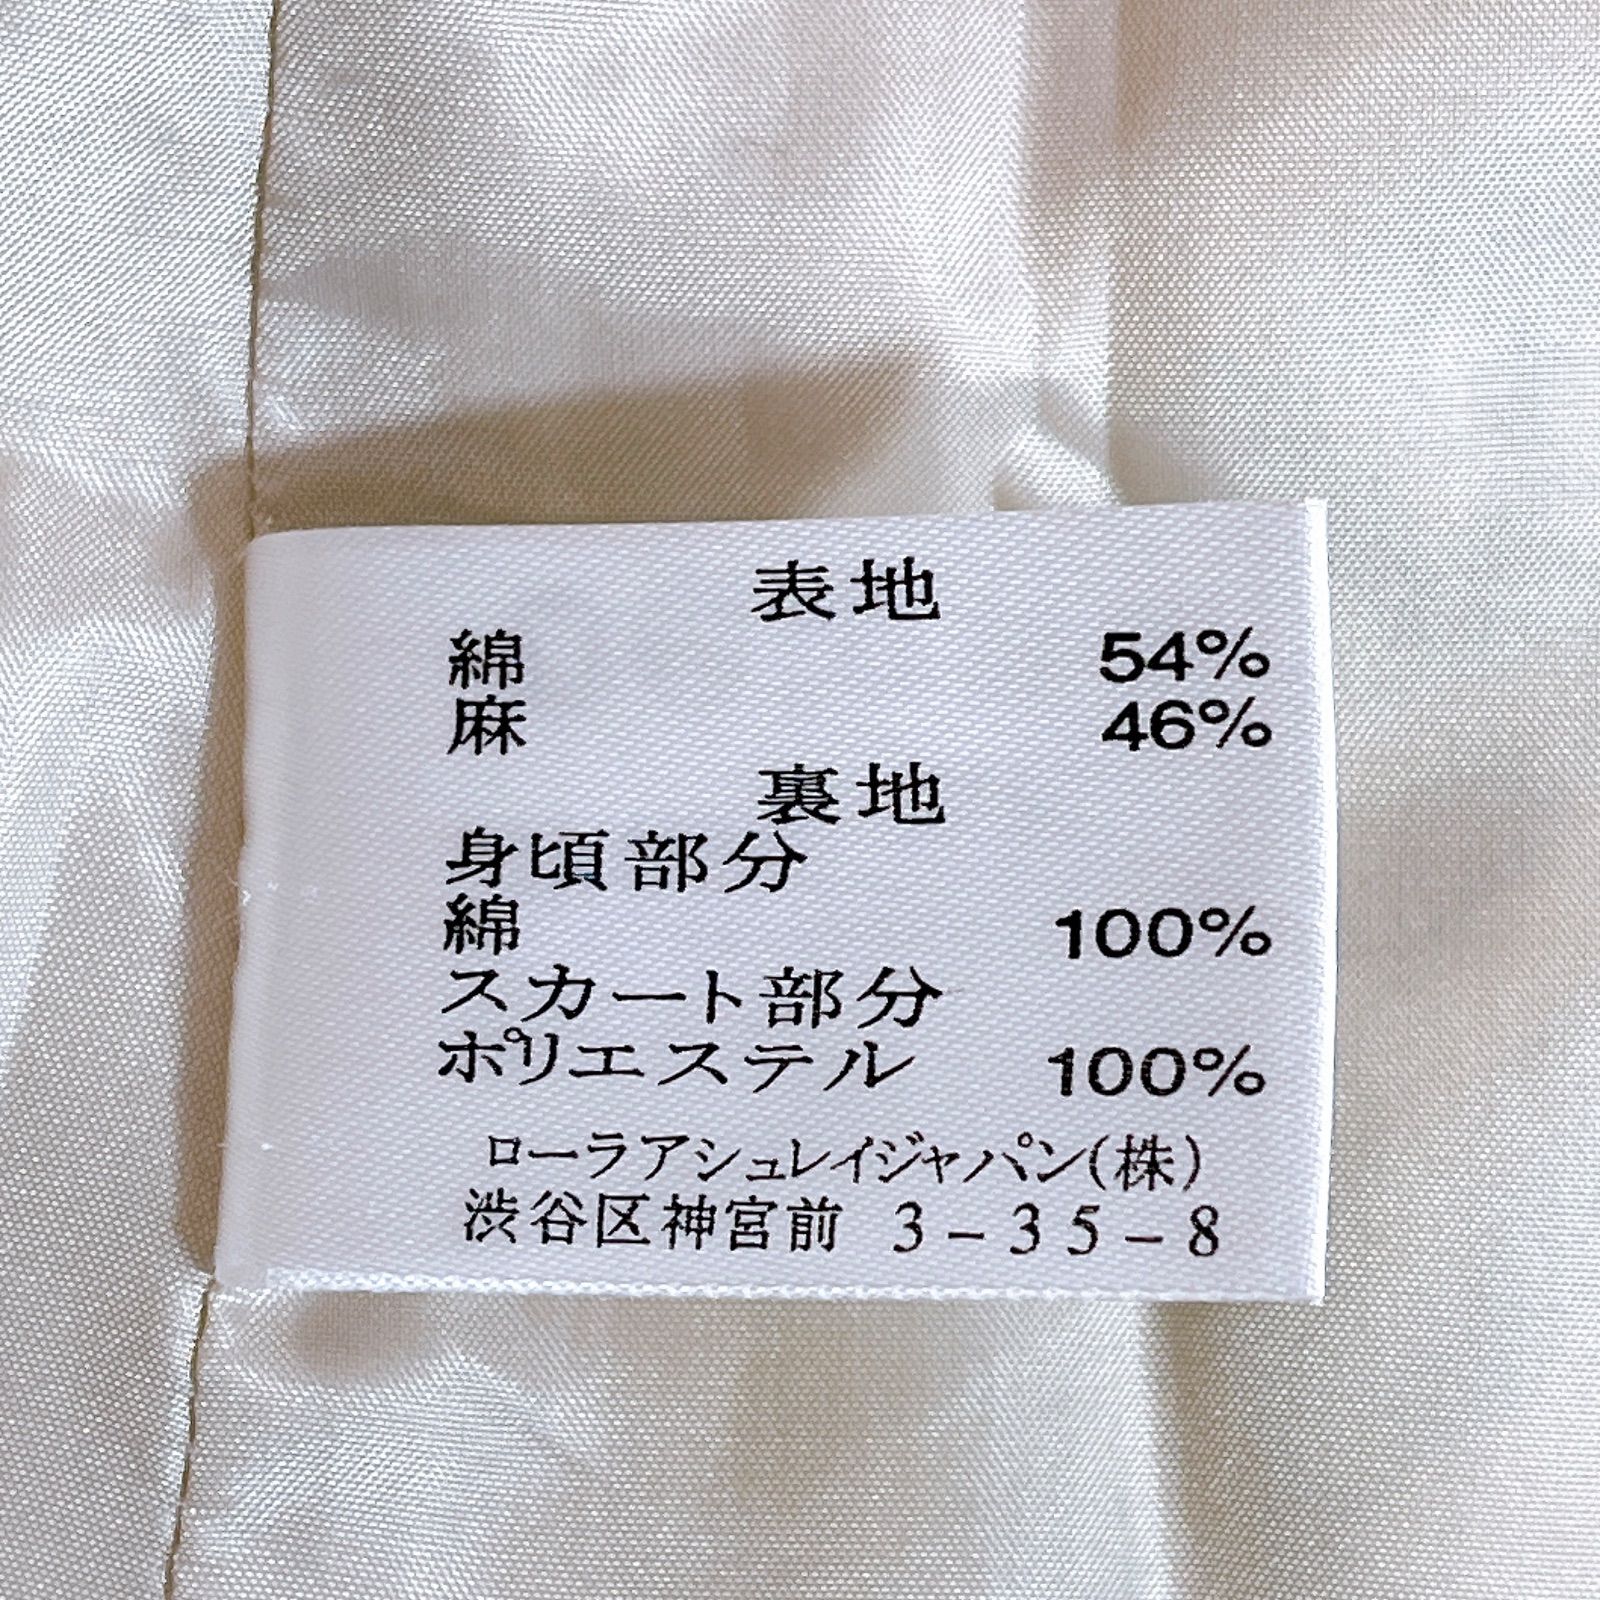 表地
綿 54%
麻 46%
裏地
身頃部分
綿 100%
スカート部分
ポリエステル 100%
ローラアシュレイジャパン(株)
渋谷区神宮前 3-35-8